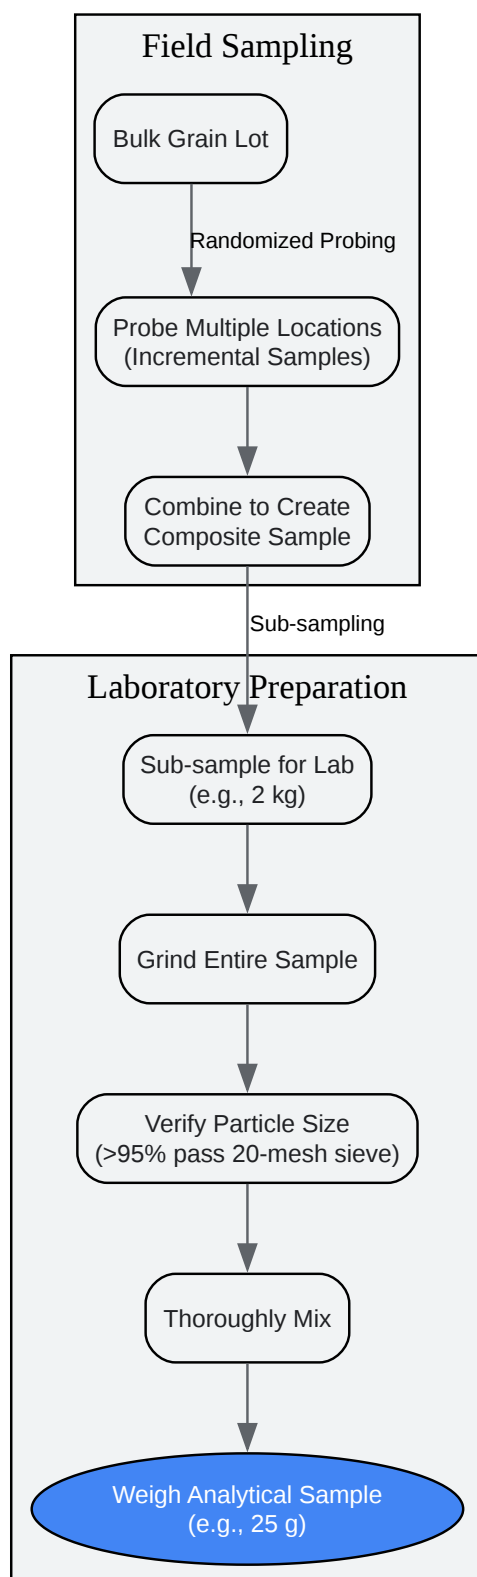 Field Sampling
Bulk Grain Lot
Randomized Probing
Probe Multiple Locations
(Incremental Samples)
Combine to Create
Composite Sample
Sub-sampling
Laboratory Preparation
Sub-sample for Lab
(e.g., 2 kg)
Grind Entire Sample
Verify Particle Size
(>95% pass 20-mesh sieve)
Thoroughly Mix
Weigh Analytical Sample
(e.g., 25 g)